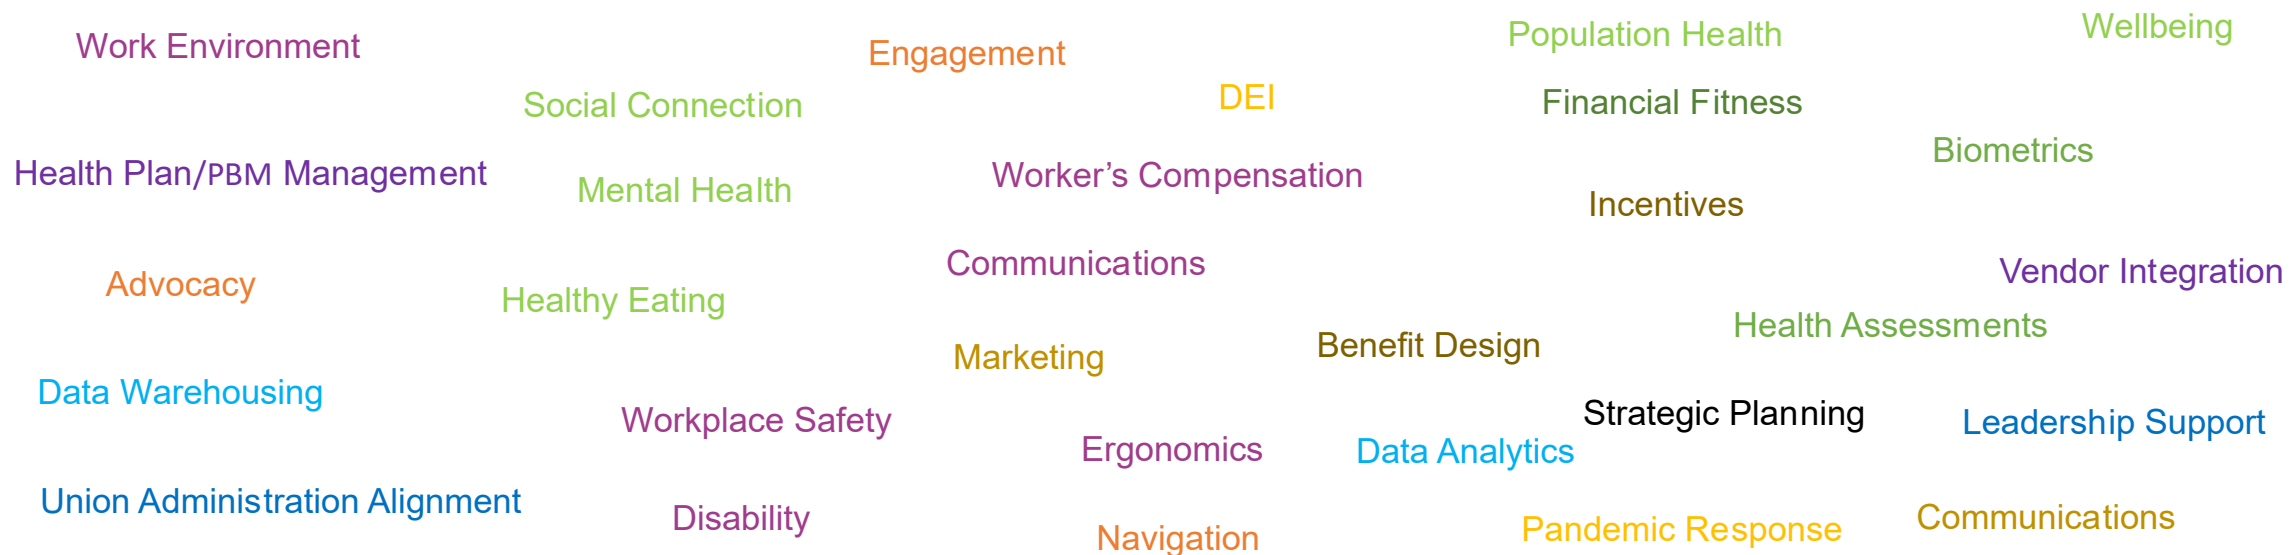 Work Environment
Engagement
Population Health
Wellbeing
Social Connection
DEI
Financial Fitness
Biometrics
Health Plan/PBM Management
Mental Health
Worker’s Compensation
Incentives
Communications
Vendor Integration
Advocacy
Healthy Eating
Health Assessments
Marketing
Benefit Design
Data Warehousing
Workplace Safety
Strategic Planning
Leadership Support
Ergonomics
Data Analytics
Union Administration Alignment
Disability
Navigation
Pandemic Response
Communications